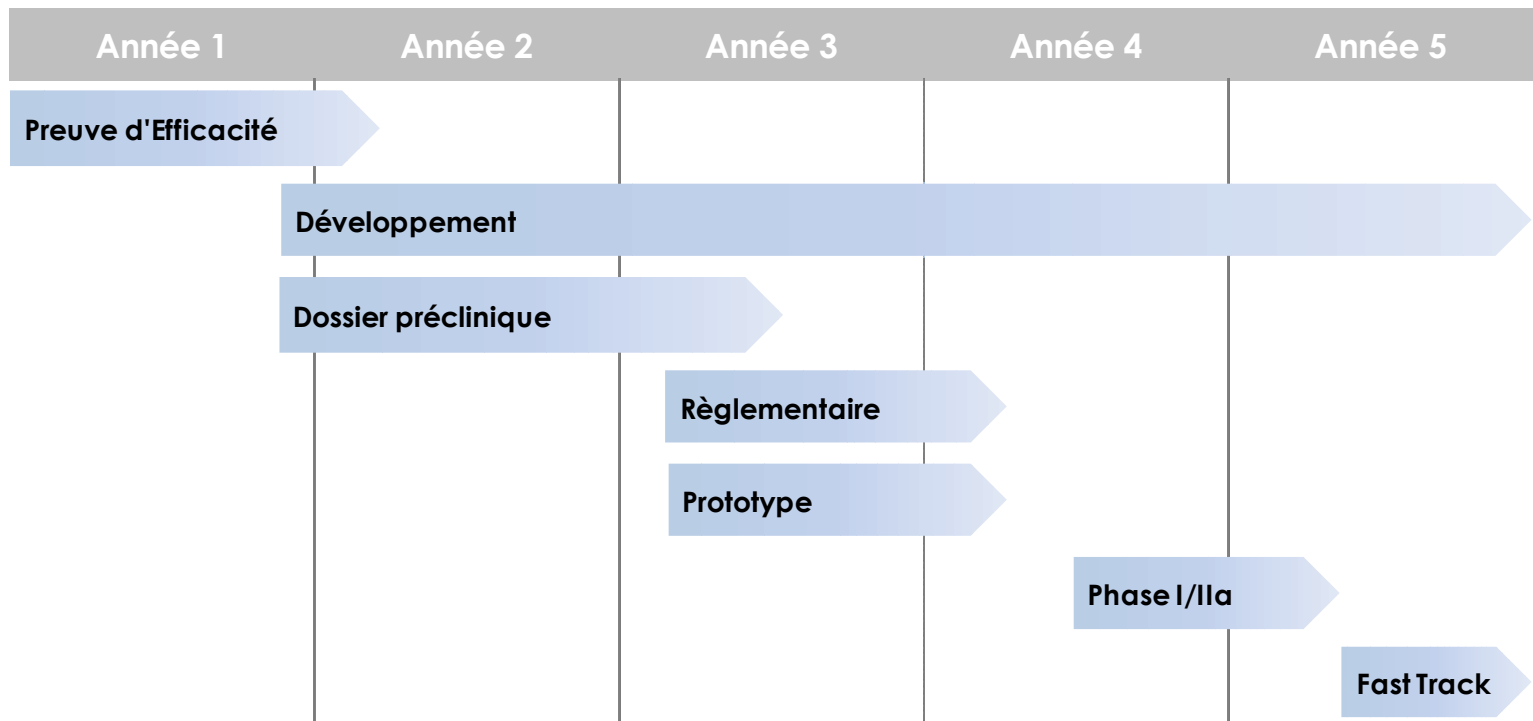 Année 1 Année 2 Année 3 Année 4 Année 5
Preuve d'Efficacité
Développement
Dossier préclinique
Règlementaire
Prototype
Phase I/IIa
Fast Track